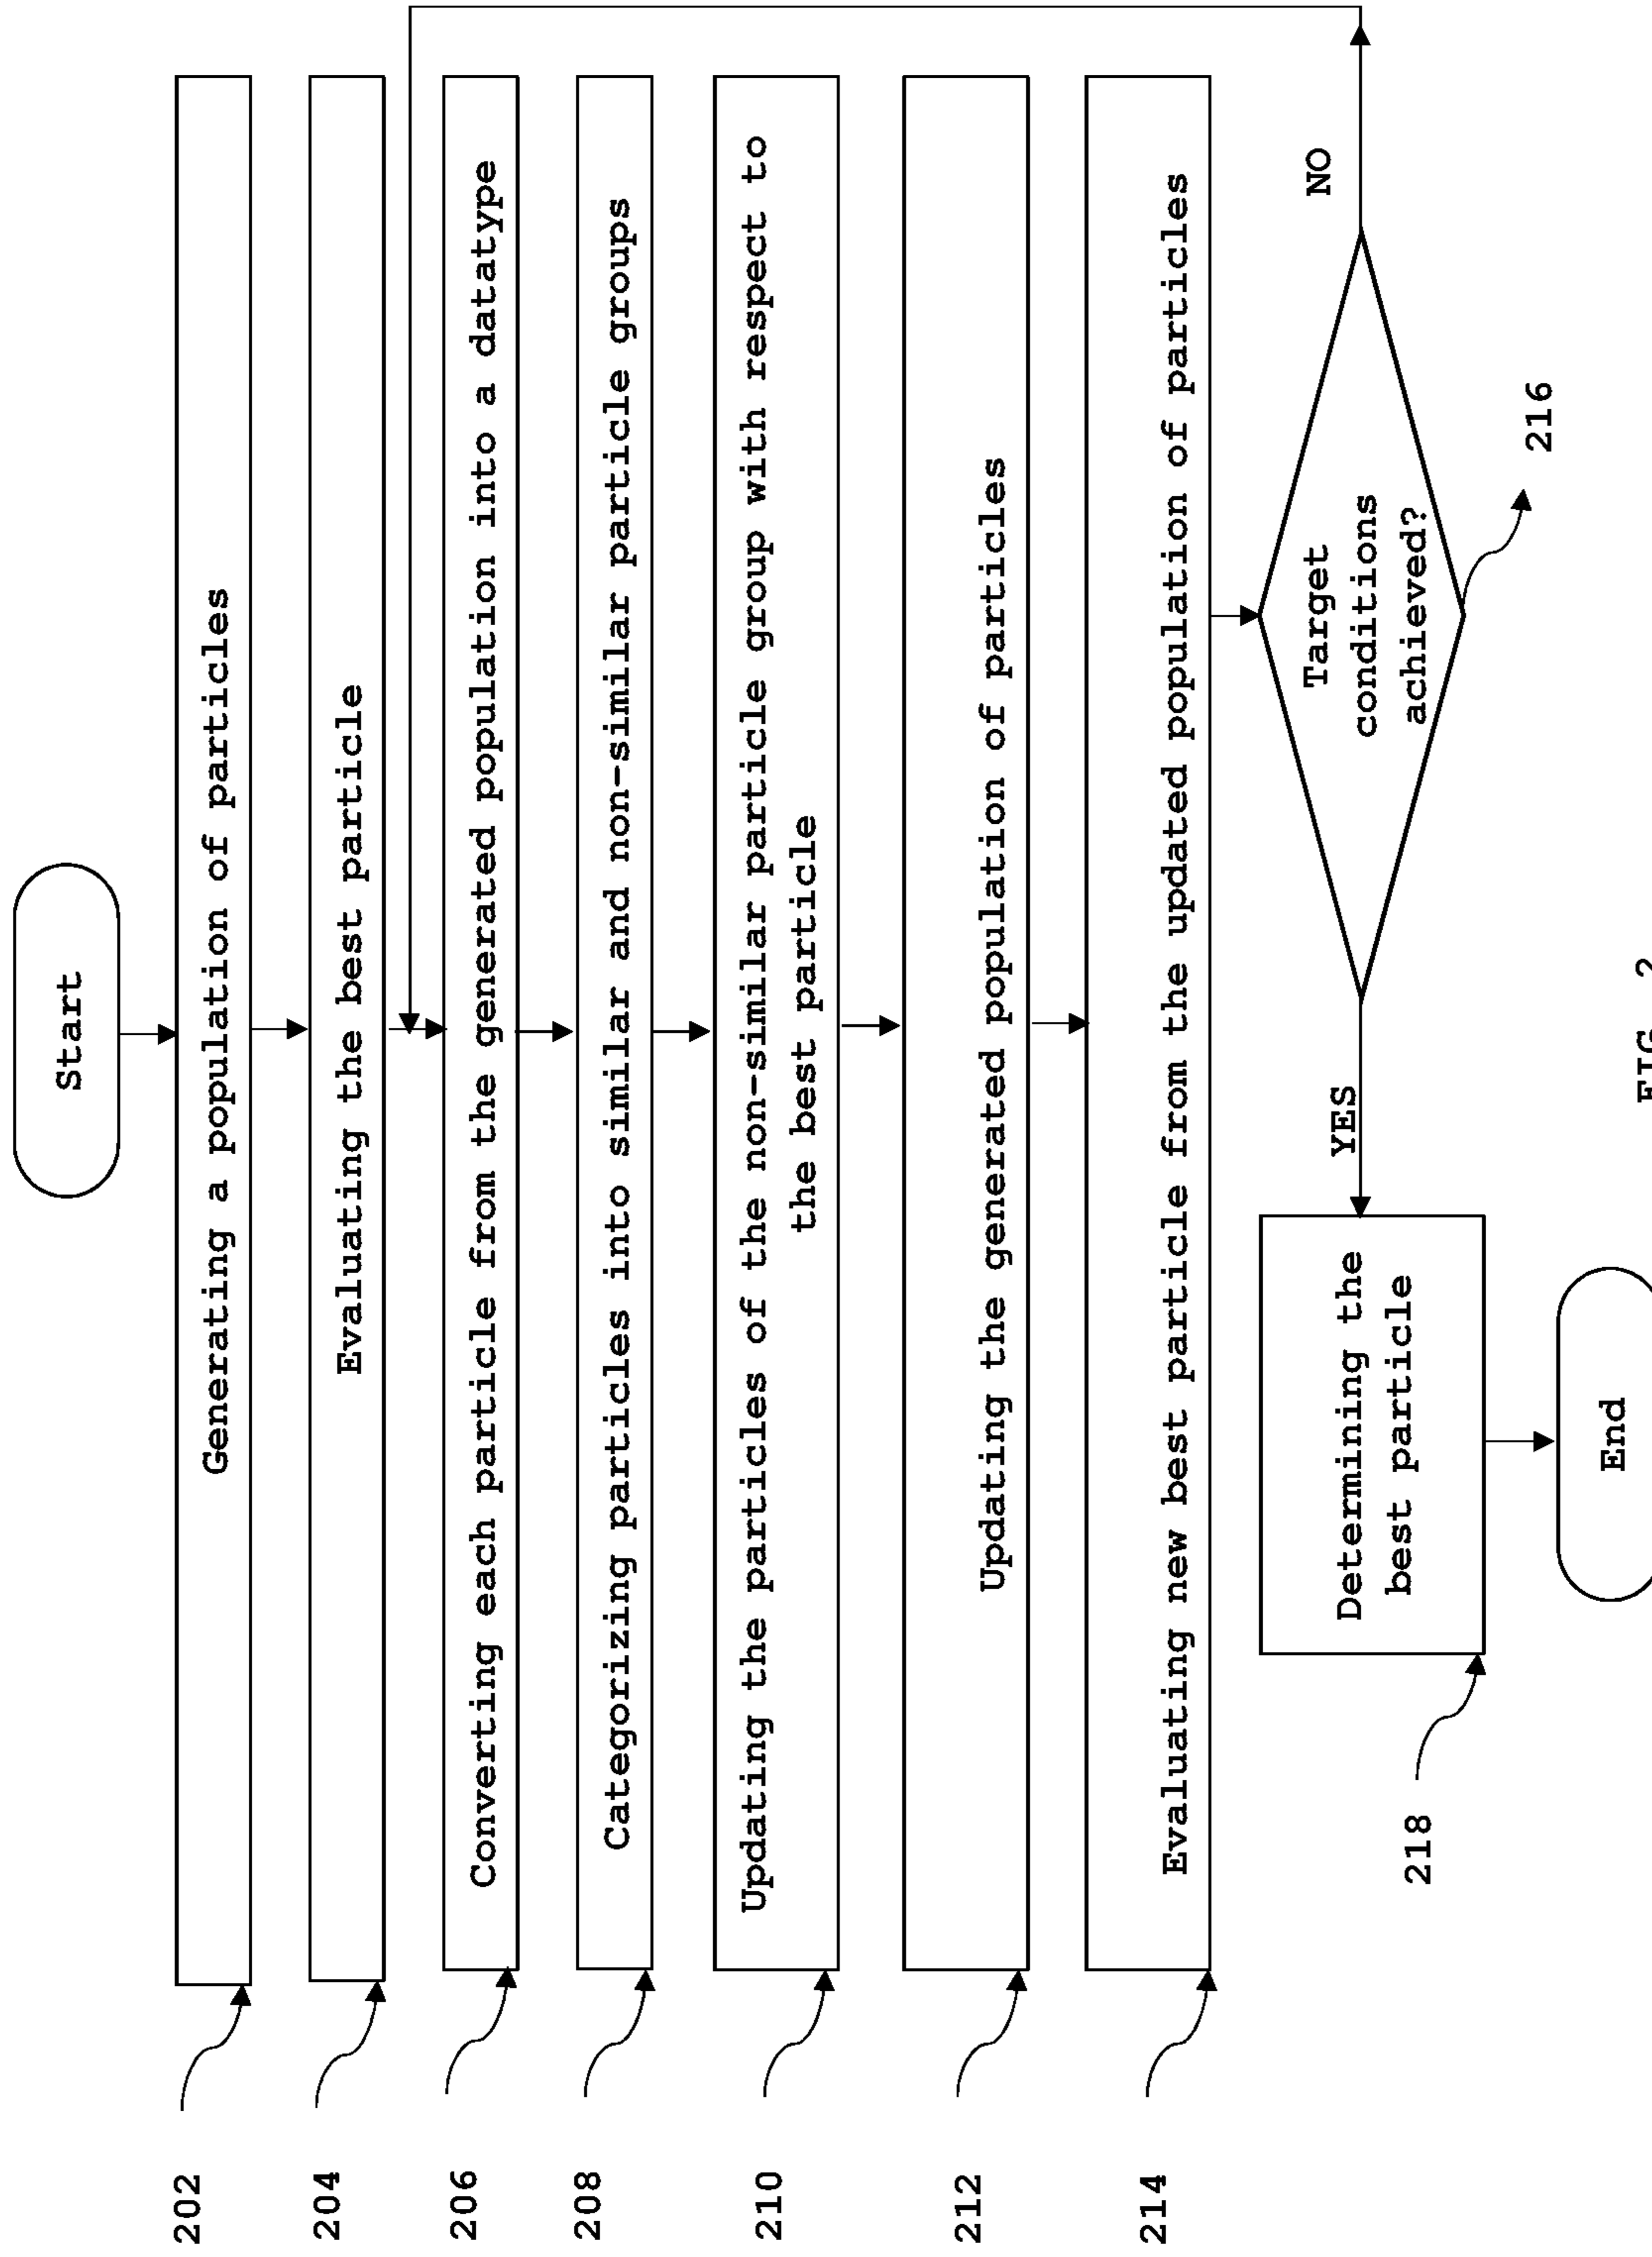 Start
202
Generating a population of particles
204
Evaluating the best particle
206
Converting each particle from the generated population into a datatype
208
Categorizing particles into similar and non-similar particle groups
210
Updating the particles of the non-similar particle group with respect to
the best particle
212
Updating the generated population of particles
214
Evaluating new best particle from the updated population of particles
Target
conditions
achieved?
NO
216
YES
Determining the
best particle
218
End
FIG. 2